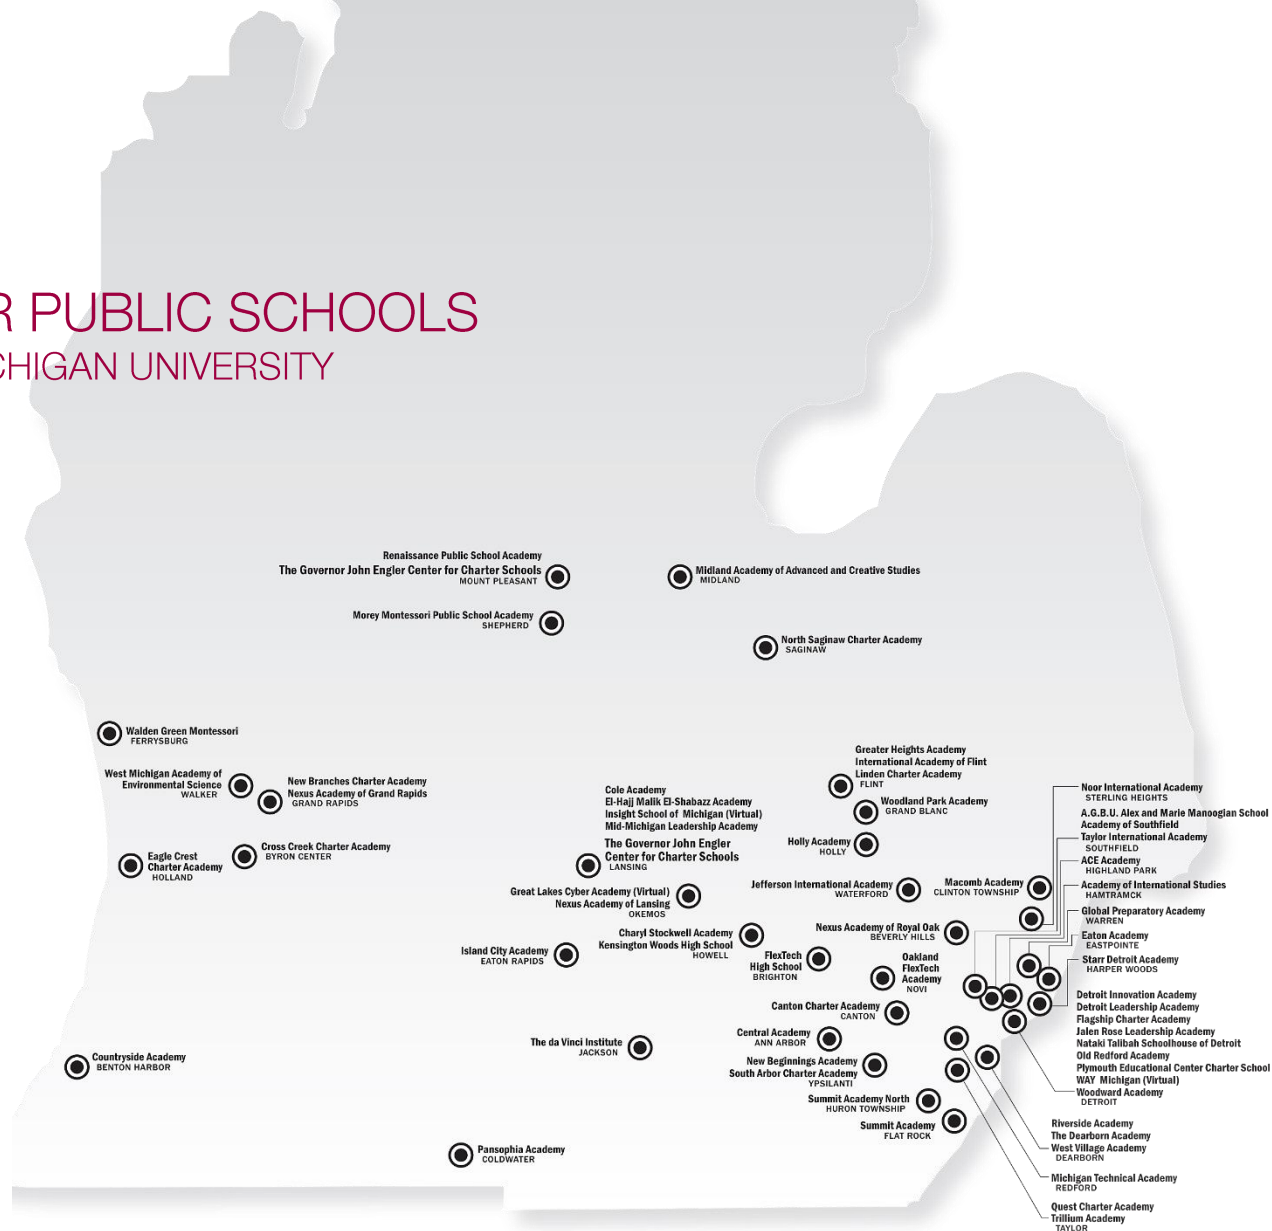 R PUBLIC SCHOOLS
CHIGAN UNIVERSITY
Renaissance Public School Academy
The Governor John Engler Center for Charter Schools
MOUNT PLEASANT
Midland Academy of Advanced and Creative Studies
MIDLAND
Morey Montessori Public School Academy
SHEPHERD
North Saginaw Charter Academy
SAGINAW
Walden Green Montessori
FERRYSBURG
West Michigan Academy of
Environmental Science
WALKER
New Branches Charter Academy
Nexus Academy of Grand Rapids
GRAND RAPIDS
Cross Creek Charter Academy
BYRON CENTER
Eagle Crest
Charter Academy
HOLLAND
Cole Academy
El-Hajj Malik El-Shabazz Academy
Insight School of Michigan (Virtual)
Mid-Michigan Leadership Academy
The Governor John Engler
Center for Charter Schools
LANSING
Great Lakes Cyber Academy (Virtual)
Nexus Academy of Lansing
OKEMOS
Greater Heights Academy
International Academy of Flint
Linden Charter Academy
FLINT
Woodland Park Academy
GRAND BLANC
Holly Academy
HOLLY
Jefferson International Academy
WATERFORD
Macomb Academy
CLINTON TOWNSHIP
Nexus Academy of Royal Oak
BEVERLY HILLS
Charyl Stockwell Academy
Kensington Woods High School
HOWELL
Island City Academy
EATON RAPIDS
FlexTech
High School
BRIGHTON
Oakland
FlexTech
Academy
NOVI
Canton Charter Academy
CANTON
Central Academy
ANN ARBOR
The da Vinci Institute
JACKSON
New Beginnings Academy
South Arbor Charter Academy
YPSILANTI
Countryside Academy
BENTON HARBOR
Summit Academy North
HURON TOWNSHIP
Summit Academy
FLAT ROCK
Pansophia Academy
COLDWATER
Noor International Academy
STERLING HEIGHTS
A.G.B.U. Alex and Marie Manoogian School
Academy of Southfield
Taylor International Academy
SOUTHFIELD
ACE Academy
HIGHLAND PARK
Academy of International Studies
HAMTRAMCK
Global Preparatory Academy
WARREN
Eaton Academy
EASTPOINTE
Starr Detroit Academy
HARPER WOODS
Detroit Innovation Academy
Detroit Leadership Academy
Flagship Charter Academy
Jalen Rose Leadership Academy
Nataki Talibah Schoolhouse of Detroit
Old Redford Academy
Plymouth Educational Center Charter School
WAY Michigan (Virtual)
Woodward Academy
DETROIT
Riverside Academy
The Dearborn Academy
West Village Academy
DEARBORN
Michigan Technical Academy
REDFORD
Quest Charter Academy
Trillium Academy
TAYLOR